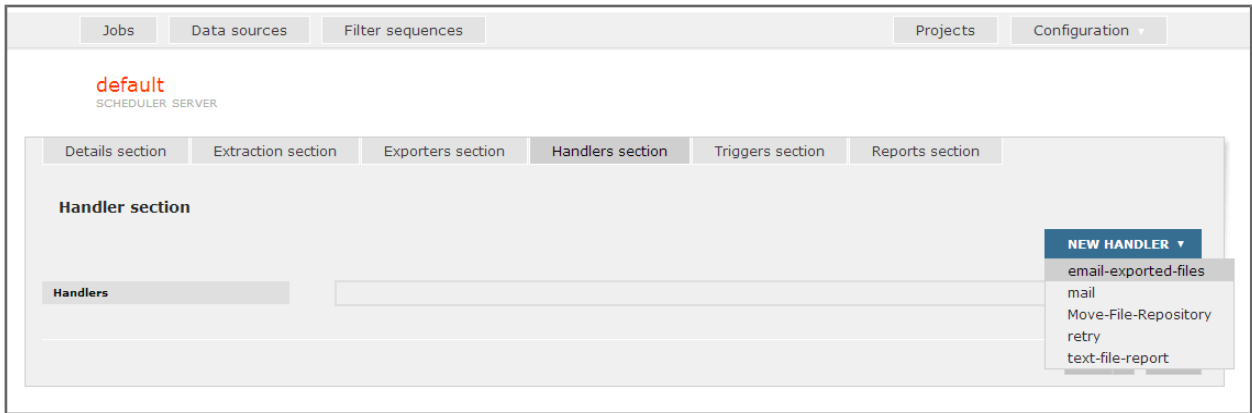 Jobs Data sources Filter sequences Projects Configuration ▼
default
SCHEDULER SERVER
Details section Extraction section Exporters section Handlers section Triggers section Reports section
Handler section
NEW HANDLER ▼
email-exported-files
Handlers
mail
Move-File-Repository
retry
text-file-report